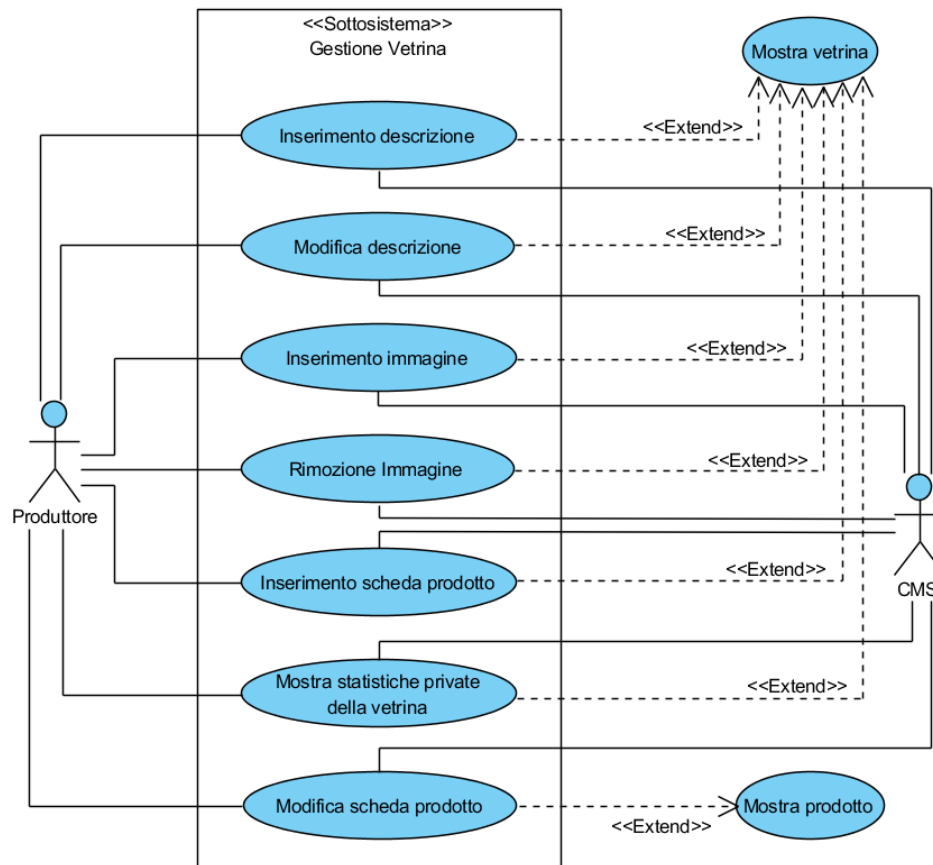 <<Sottosistema>>
Gestione Vetrina
Mostra vetrina
Inserimento descrizione
<<Extend>>
Modifica descrizione
<<Extend>>
Inserimento immagine
<<Extend>>
Rimozione Immagine
<<Extend>>
Produttore
Inserimento scheda prodotto
<<Extend>>
CMS
Mostra statistiche private
della vetrina
<<Extend>>
Modifica scheda prodotto
Mostra prodotto
<<Extend>>